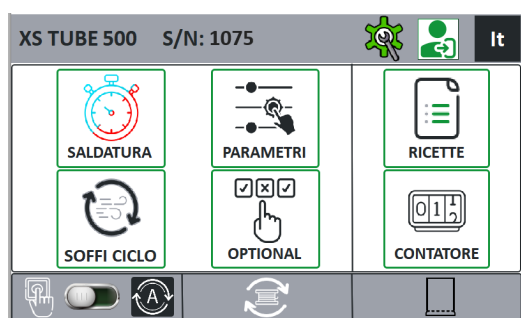 XS TUBE 500 S/N: 1075 It
SALDATURA PARAMETRI RICETTE
SOFFI CICLO OPTIONAL CONTATORE
A